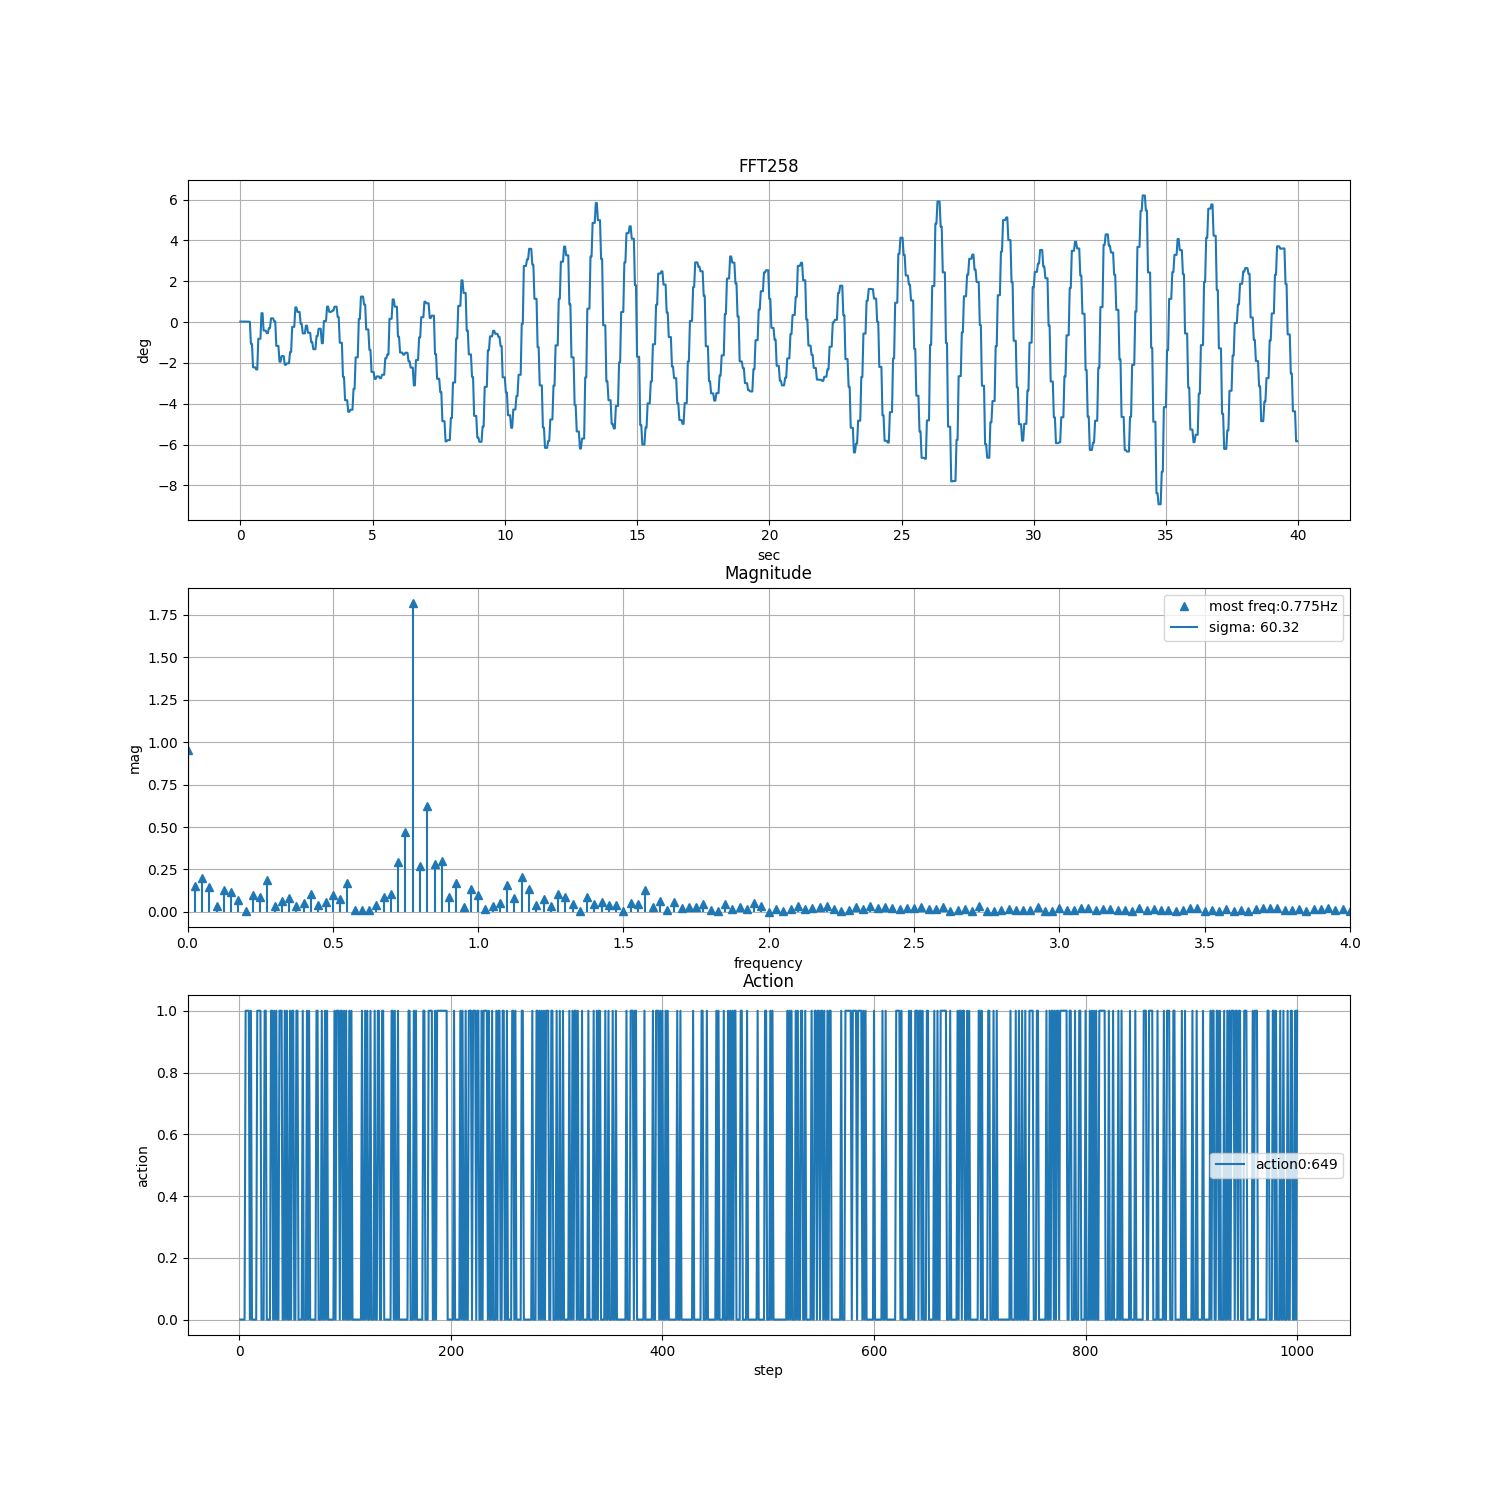 FFT258
6
4
2
0
−2
−4
−6
−8
deg
0 5 10 15 20 25 30 35 40
sec
Magnitude
1.75
1.50
1.25
1.00
0.75
0.50
0.25
0.00
mag
most freq:0.775Hz
sigma: 60.32
0.0 0.5 1.0 1.5 2.0 2.5 3.0 3.5 4.0
frequency
Action
1.0
0.8
0.6
0.4
0.2
0.0
action
action0:649
0 200 400 600 800 1000
step